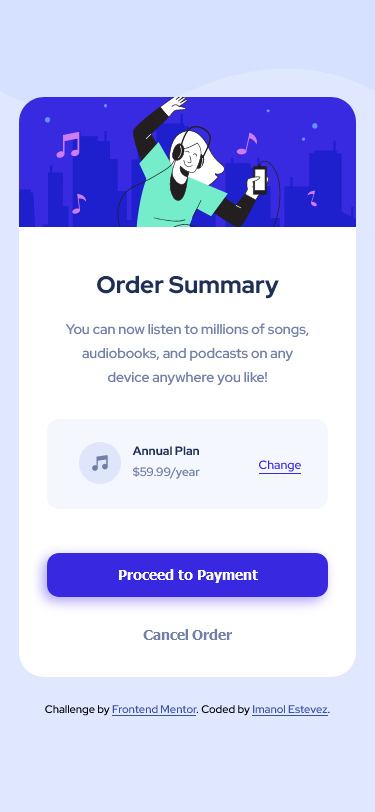 Order Summary
You can now listen to millions of songs,
audiobooks, and podcasts on any
device anywhere you like!
Annual Plan
$59.99/year
Change
Proceed to Payment
Cancel Order
Challenge by Frontend Mentor. Coded by Imanol Estevez.